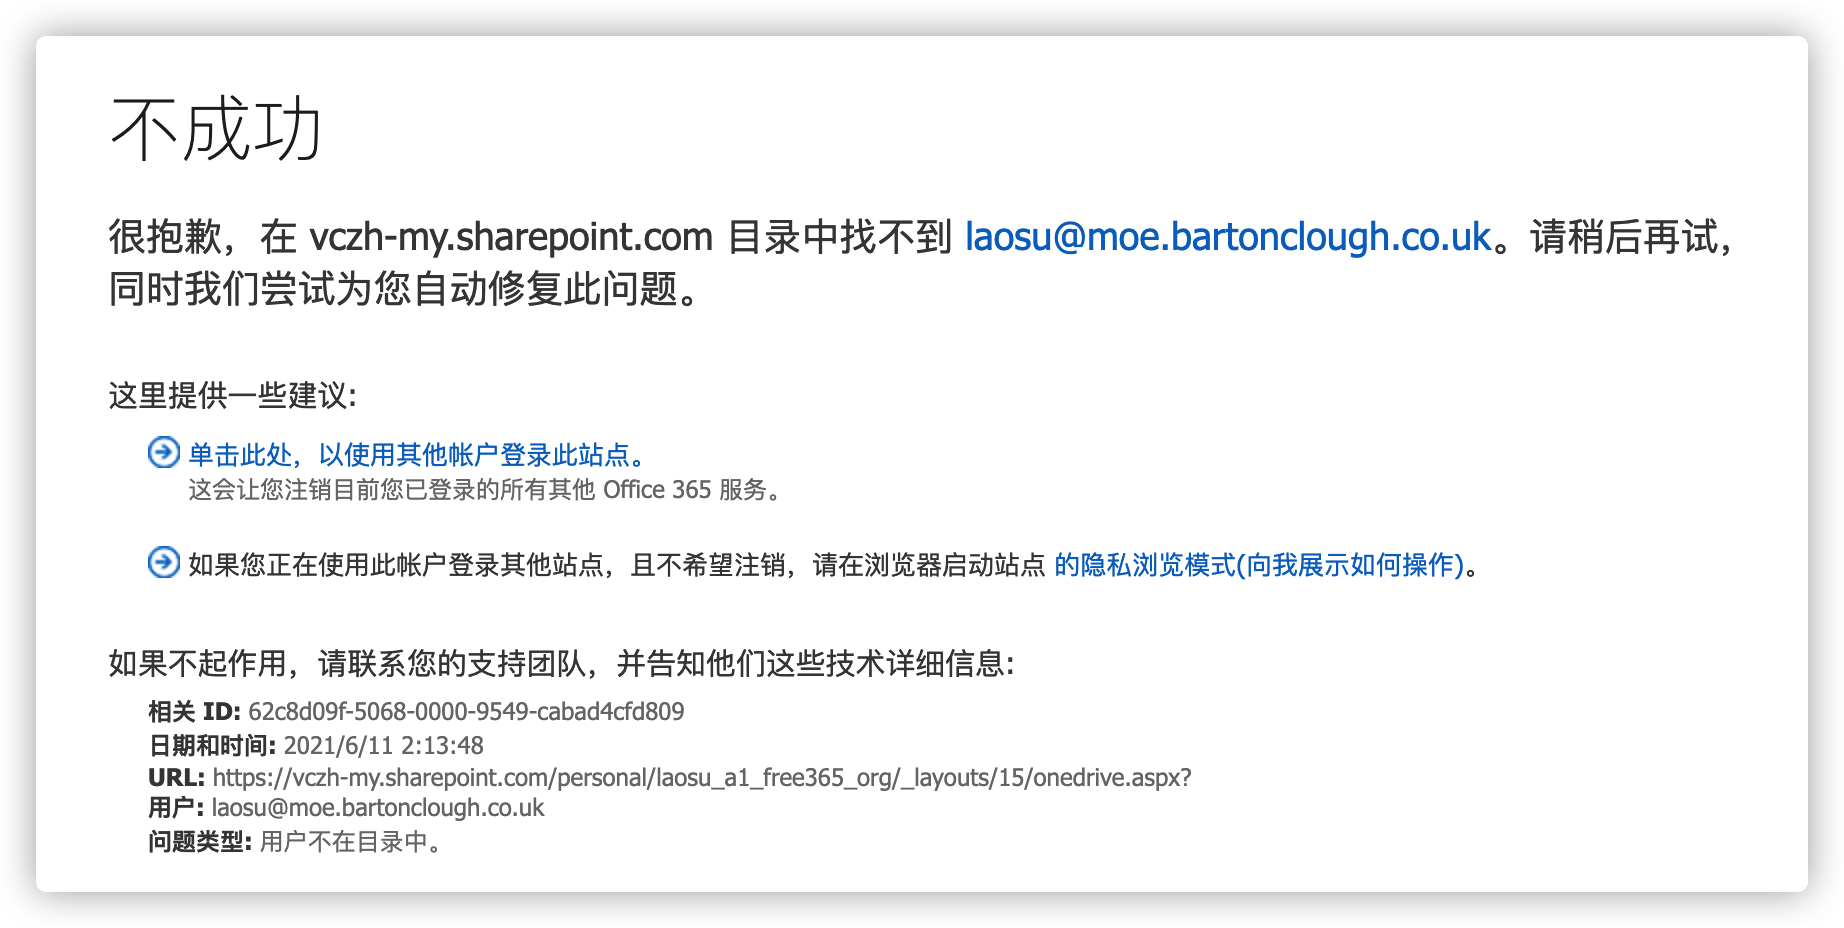 不成功
很抱歉，在 vczh-my.sharepoint.com 目录中找不到 laosu@moe.bartonclough.co.uk。请稍后再试，
同时我们尝试为您自动修复此问题。
这里提供一些建议:
单击此处，以使用其他帐户登录此站点。
这会让您注销目前您已登录的所有其他 Office 365 服务。
如果您正在使用此帐户登录其他站点，且不希望注销，请在浏览器启动站点 的隐私浏览模式(向我展示如何操作)。
如果不起作用，请联系您的支持团队，并告知他们这些技术详细信息:
相关 ID: 62c8d09f-5068-0000-9549-cabad4cfd809
日期和时间: 2021/6/11 2:13:48
URL: https://vczh-my.sharepoint.com/personal/laosu_a1_free365_org/_layouts/15/onedrive.aspx?
用户: laosu@moe.bartonclough.co.uk
问题类型: 用户不在目录中。